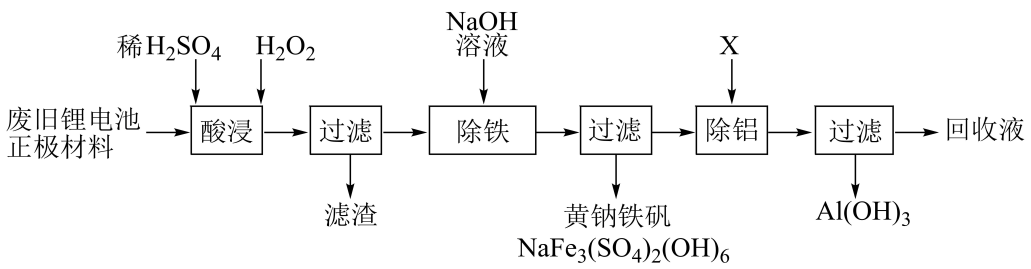 稀H₂SO₄
H₂O₂
NaOH
溶液
X
废旧锂电池
正极材料
酸浸
过滤
除铁
过滤
除铝
过滤
回收液
滤渣
黄钠铁矾
NaFe₃(SO₄)₂(OH)₆
Al(OH)₃